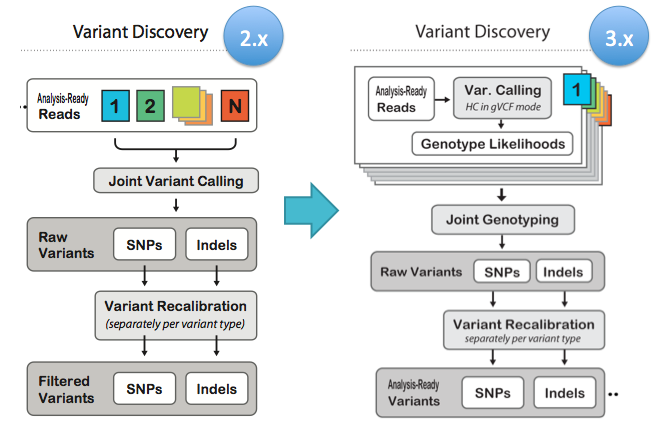 Variant Discovery
2.x
Analysis-Ready
Reads
1
2
N
Joint Variant Calling
Raw
Variants
SNPs
Indels
Variant Recalibration
(separately per variant type)
Filtered
Variants
SNPs
Indels
Variant Discovery
3.x
Analysis-Ready
Reads
Var. Calling
HC in gVCF mode
1
Genotype Likelihoods
Joint Genotyping
Raw Variants
SNPs
Indels
Variant Recalibration
separately per variant type
Analysis-Ready
Variants
SNPs
Indels